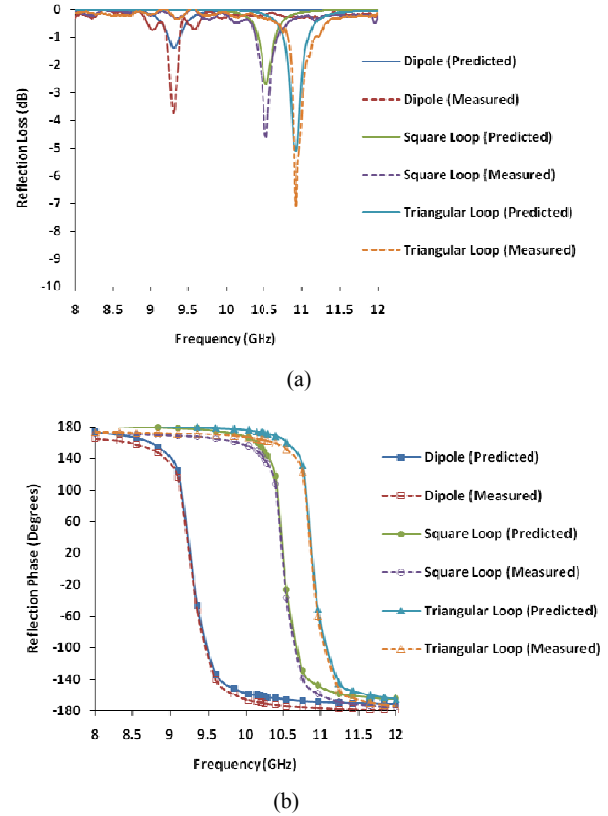 0
-1
-2
-3
-4
-5
-6
-7
-8
-9
-10
Reflection Loss (dB)
8 8.5 9 9.5 10 10.5 11 11.5 12
Frequency (GHz)
Dipole (Predicted)
Dipole (Measured)
Square Loop (Predicted)
Square Loop (Measured)
Triangular Loop (Predicted)
Triangular Loop (Measured)
(a)
180
140
100
60
20
-20
-60
-100
-140
-180
Reflection Phase (Degrees)
8 8.5 9 9.5 10 10.5 11 11.5 12
Frequency (GHz)
Dipole (Predicted)
Dipole (Measured)
Square Loop (Predicted)
Square Loop (Measured)
Triangular Loop (Predicted)
Triangular Loop (Measured)
(b)